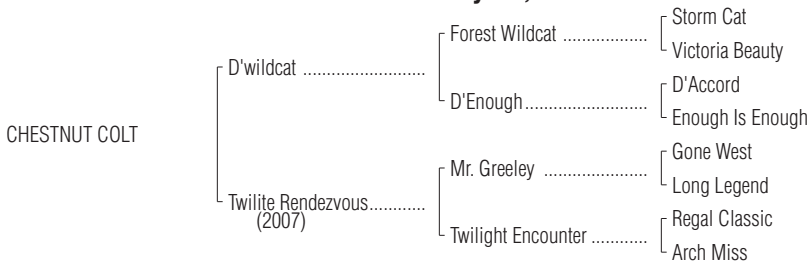 Storm Cat
Forest Wildcat ..................
Victoria Beauty
D'wildcat ..........................
D'Accord
D'Enough..........................
Enough Is Enough
CHESTNUT COLT
Gone West
Mr. Greeley ......................
Long Legend
Twilite Rendezvous............
(2007)
Regal Classic
Twilight Encounter ............
Arch Miss